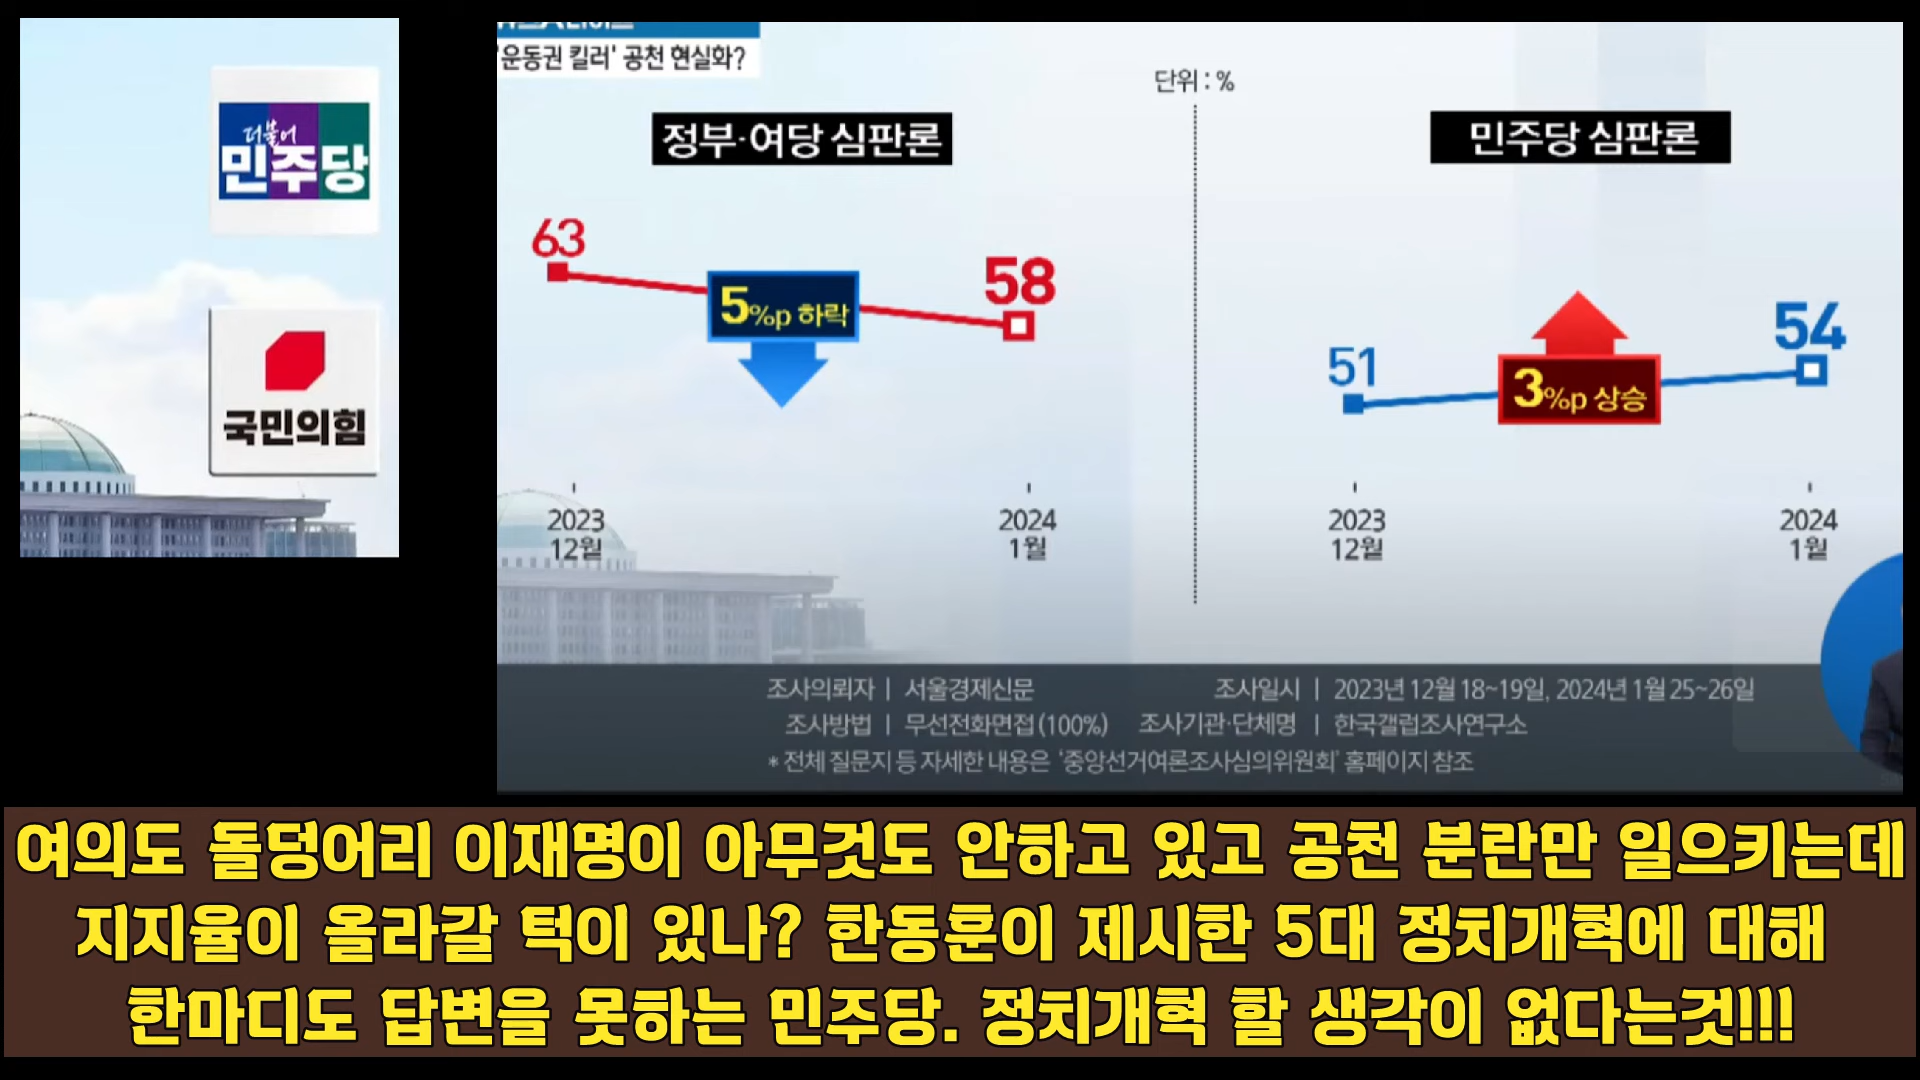 더불어
민주당
국민의힘
'운동권 킬러' 공천 현실화?
단위 : %
정부·여당 심판론
63
5%p 하락
58
2023
12월
2024
1월
민주당 심판론
51
3%p 상승
54
2023
12월
2024
1월
조사의뢰자 | 서울경제신문 조사일시 | 2023년 12월 18~19일, 2024년 1월 25~26일
조사방법 | 무선전화면접(100%) 조사기관·단체명 | 한국갤럽조사연구소
* 전체 질문지 등 자세한 내용은 '중앙선거여론조사심의위원회' 홈페이지 참조
여의도 돌덩어리 이재명이 아무것도 안하고 있고 공천 분란만 일으키는데
지지율이 올라갈 턱이 있나? 한동훈이 제시한 5대 정치개혁에 대해
한마디도 답변을 못하는 민주당. 정치개혁 할 생각이 없다는것!!!